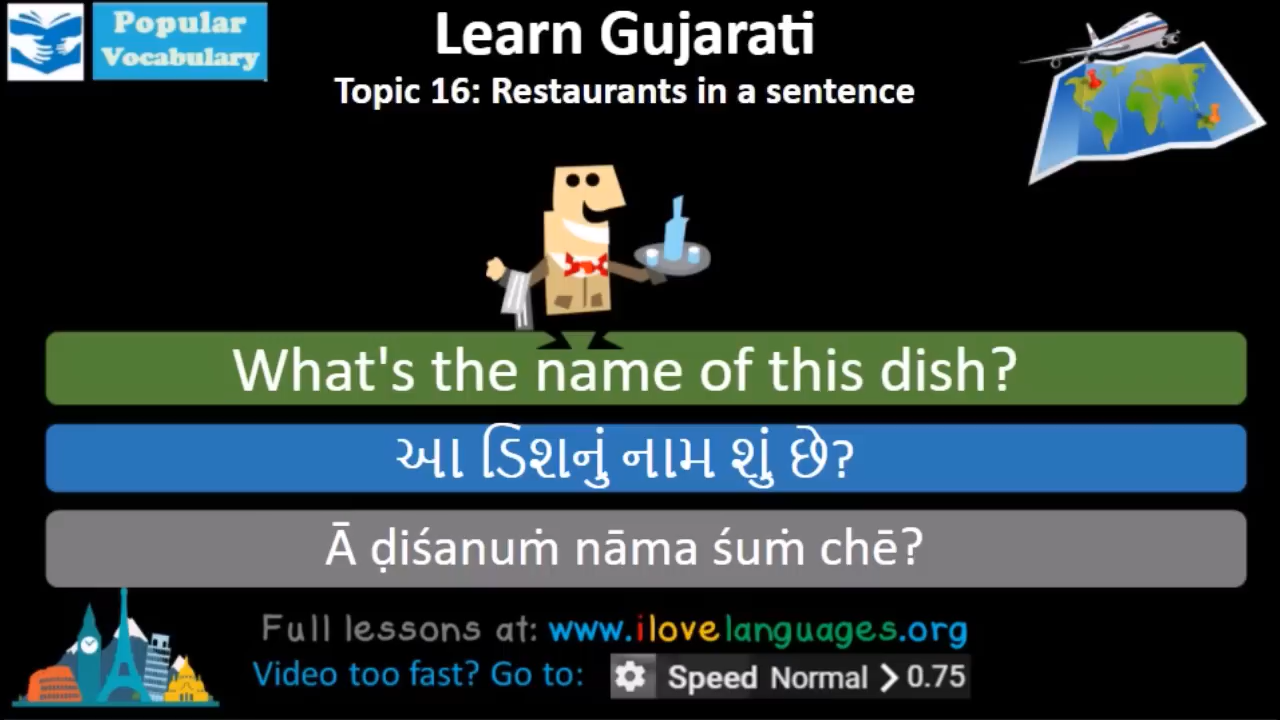 Popular
Vocabulary
Learn Gujarati
Topic 16: Restaurants in a sentence
What's the name of this dish?
આ ડિશનું નામ શું છે?
Ā ḍiśanuṁ nāma śuṁ chē?
Full lessons at: www.ilovelanguages.org
Video too fast? Go to: Speed Normal > 0.75